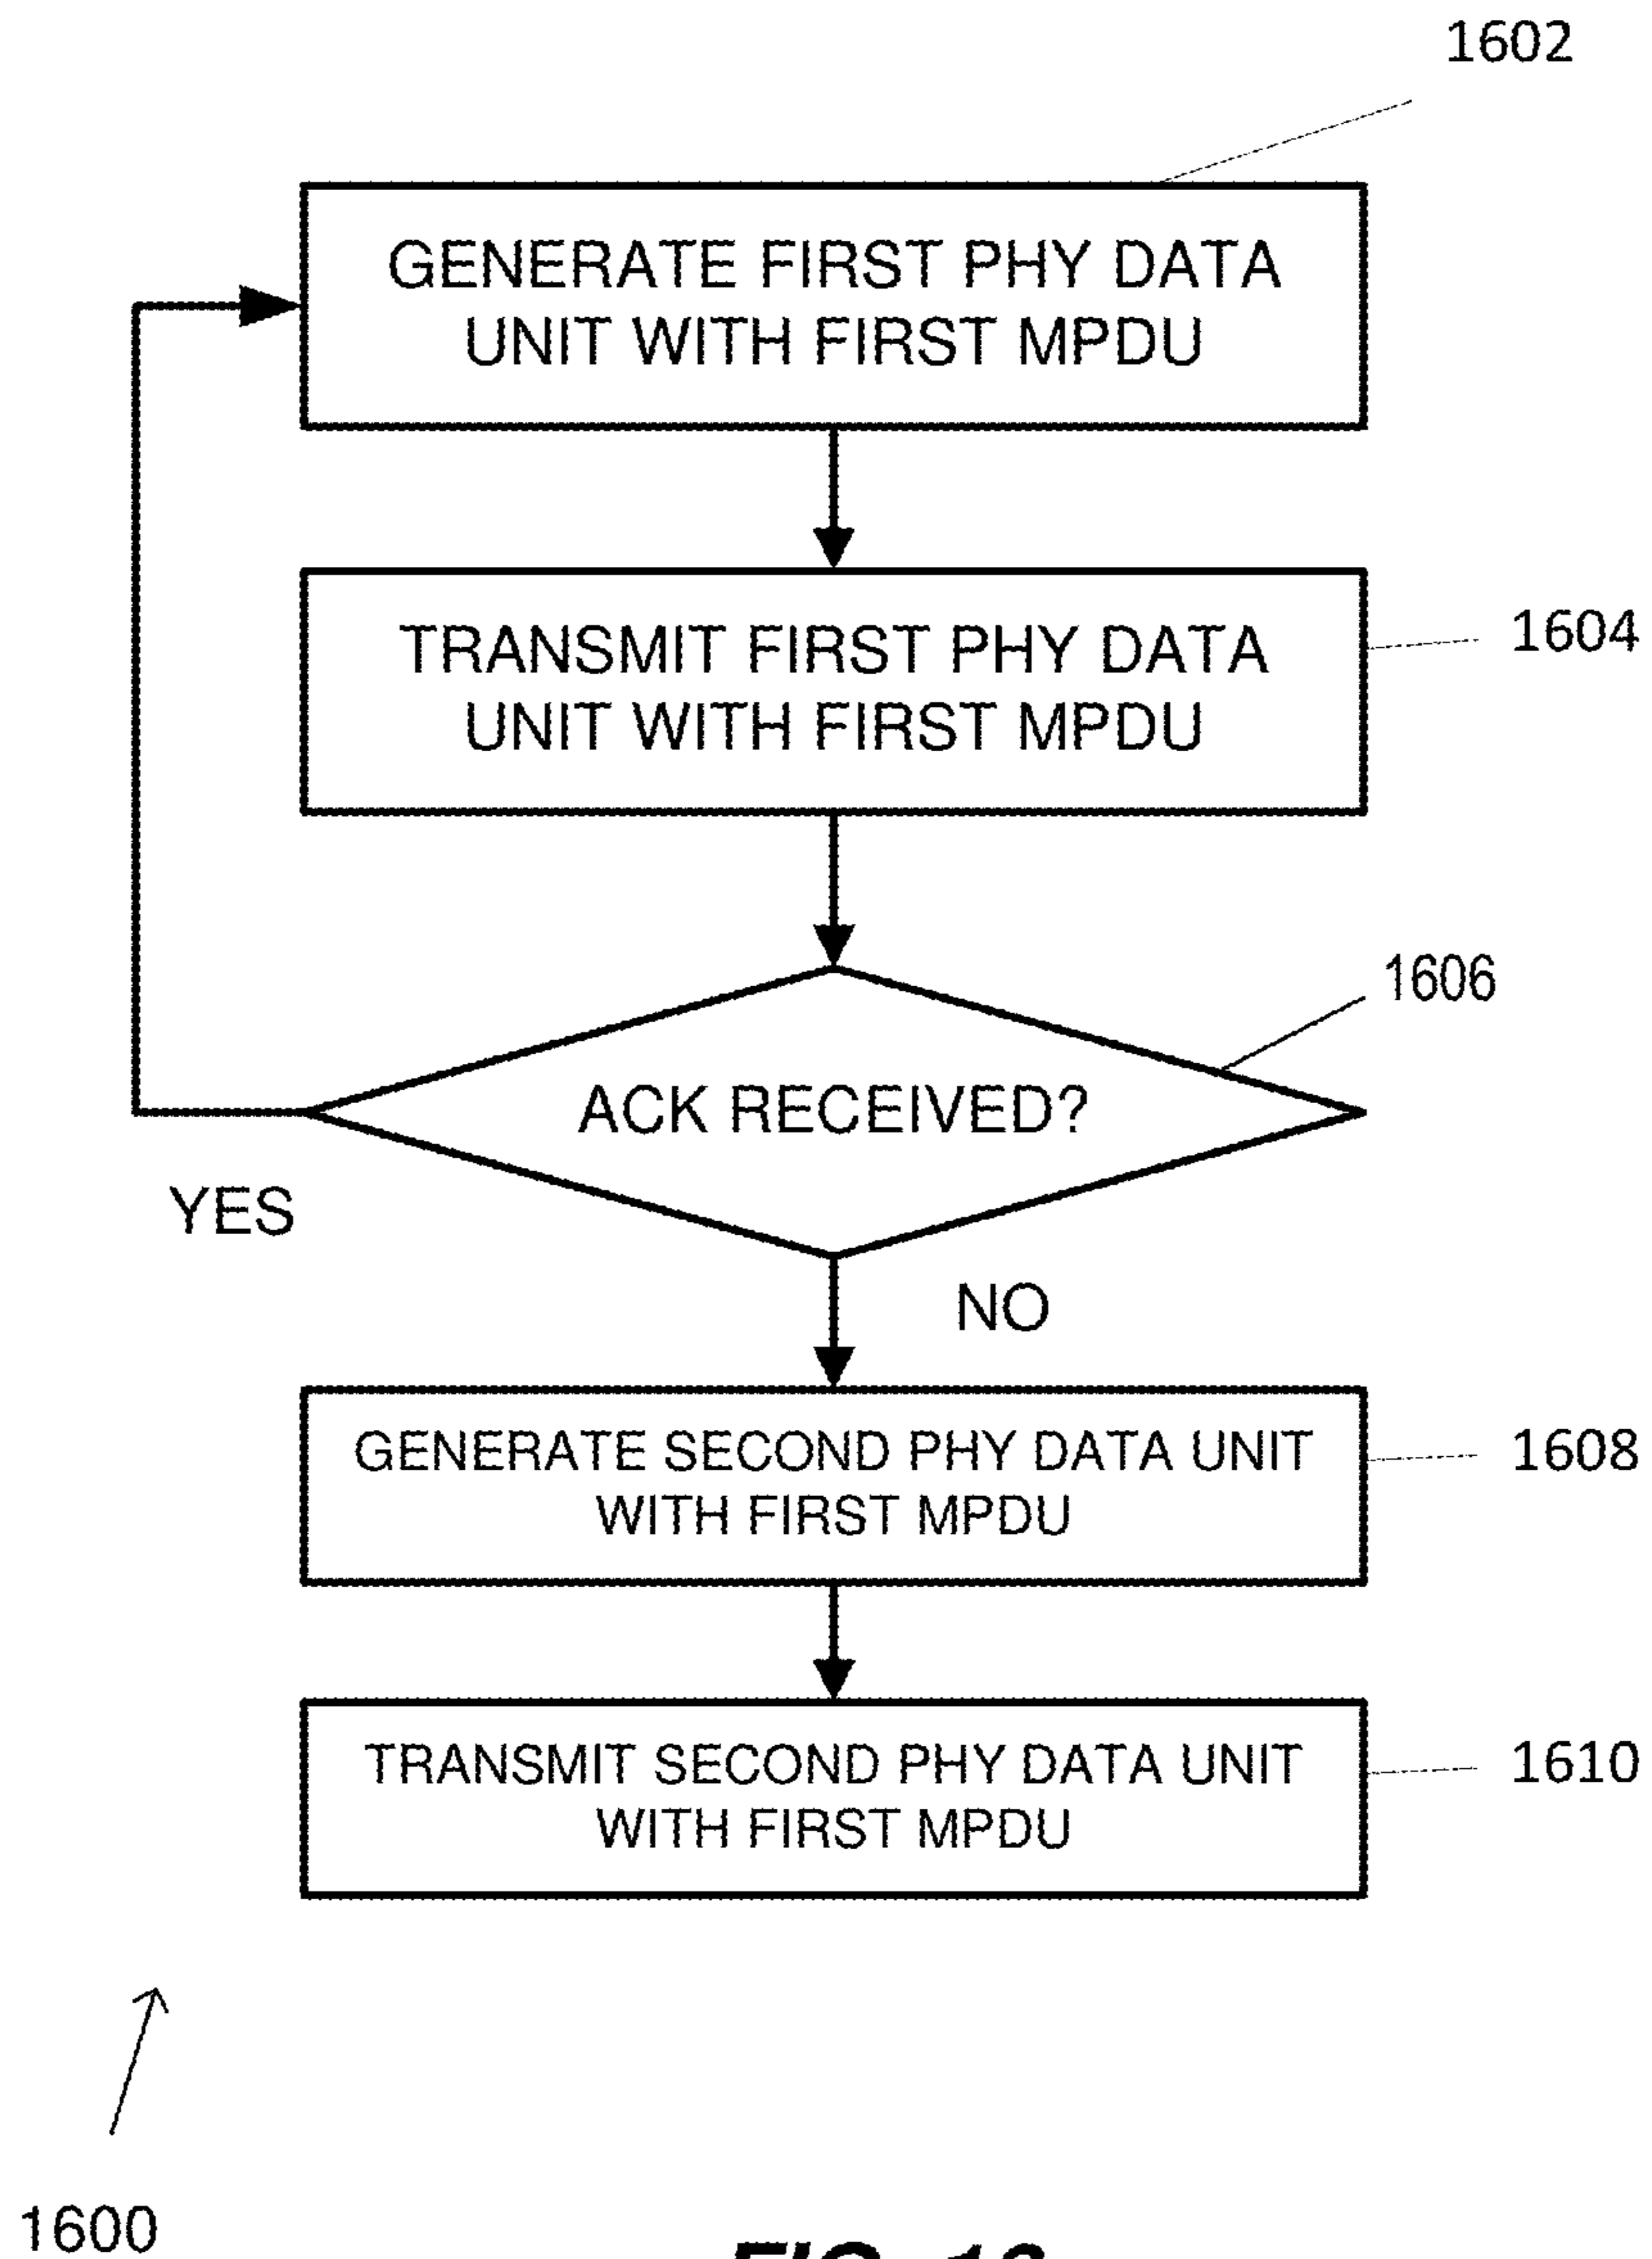 1602
GENERATE FIRST PHY DATA
UNIT WITH FIRST MPDU
TRANSMIT FIRST PHY DATA
UNIT WITH FIRST MPDU
1604
1606
ACK RECEIVED?
YES
NO
GENERATE SECOND PHY DATA UNIT
WITH FIRST MPDU
1608
TRANSMIT SECOND PHY DATA UNIT
WITH FIRST MPDU
1610
1600